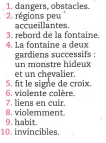 1. dangers, obstacles.
2. régions peu
accueillantes.
3. rebord de la fontaine.
4. La fontaine a deux
gardiens successifs :
un monstre hideux
et un chevalier.
5. fit le signe de croix.
6. violente colère.
7. liens en cuir.
8. violemment.
9. habit.
10. invincibles.